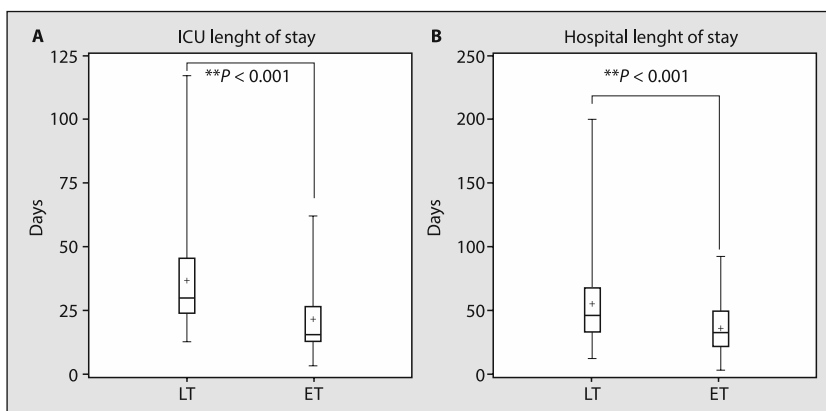 A ICU lenght of stay
125
100
75
50
25
0
Days
**P < 0.001
LT ET
B Hospital lenght of stay
250
200
150
100
50
0
Days
**P < 0.001
LT ET